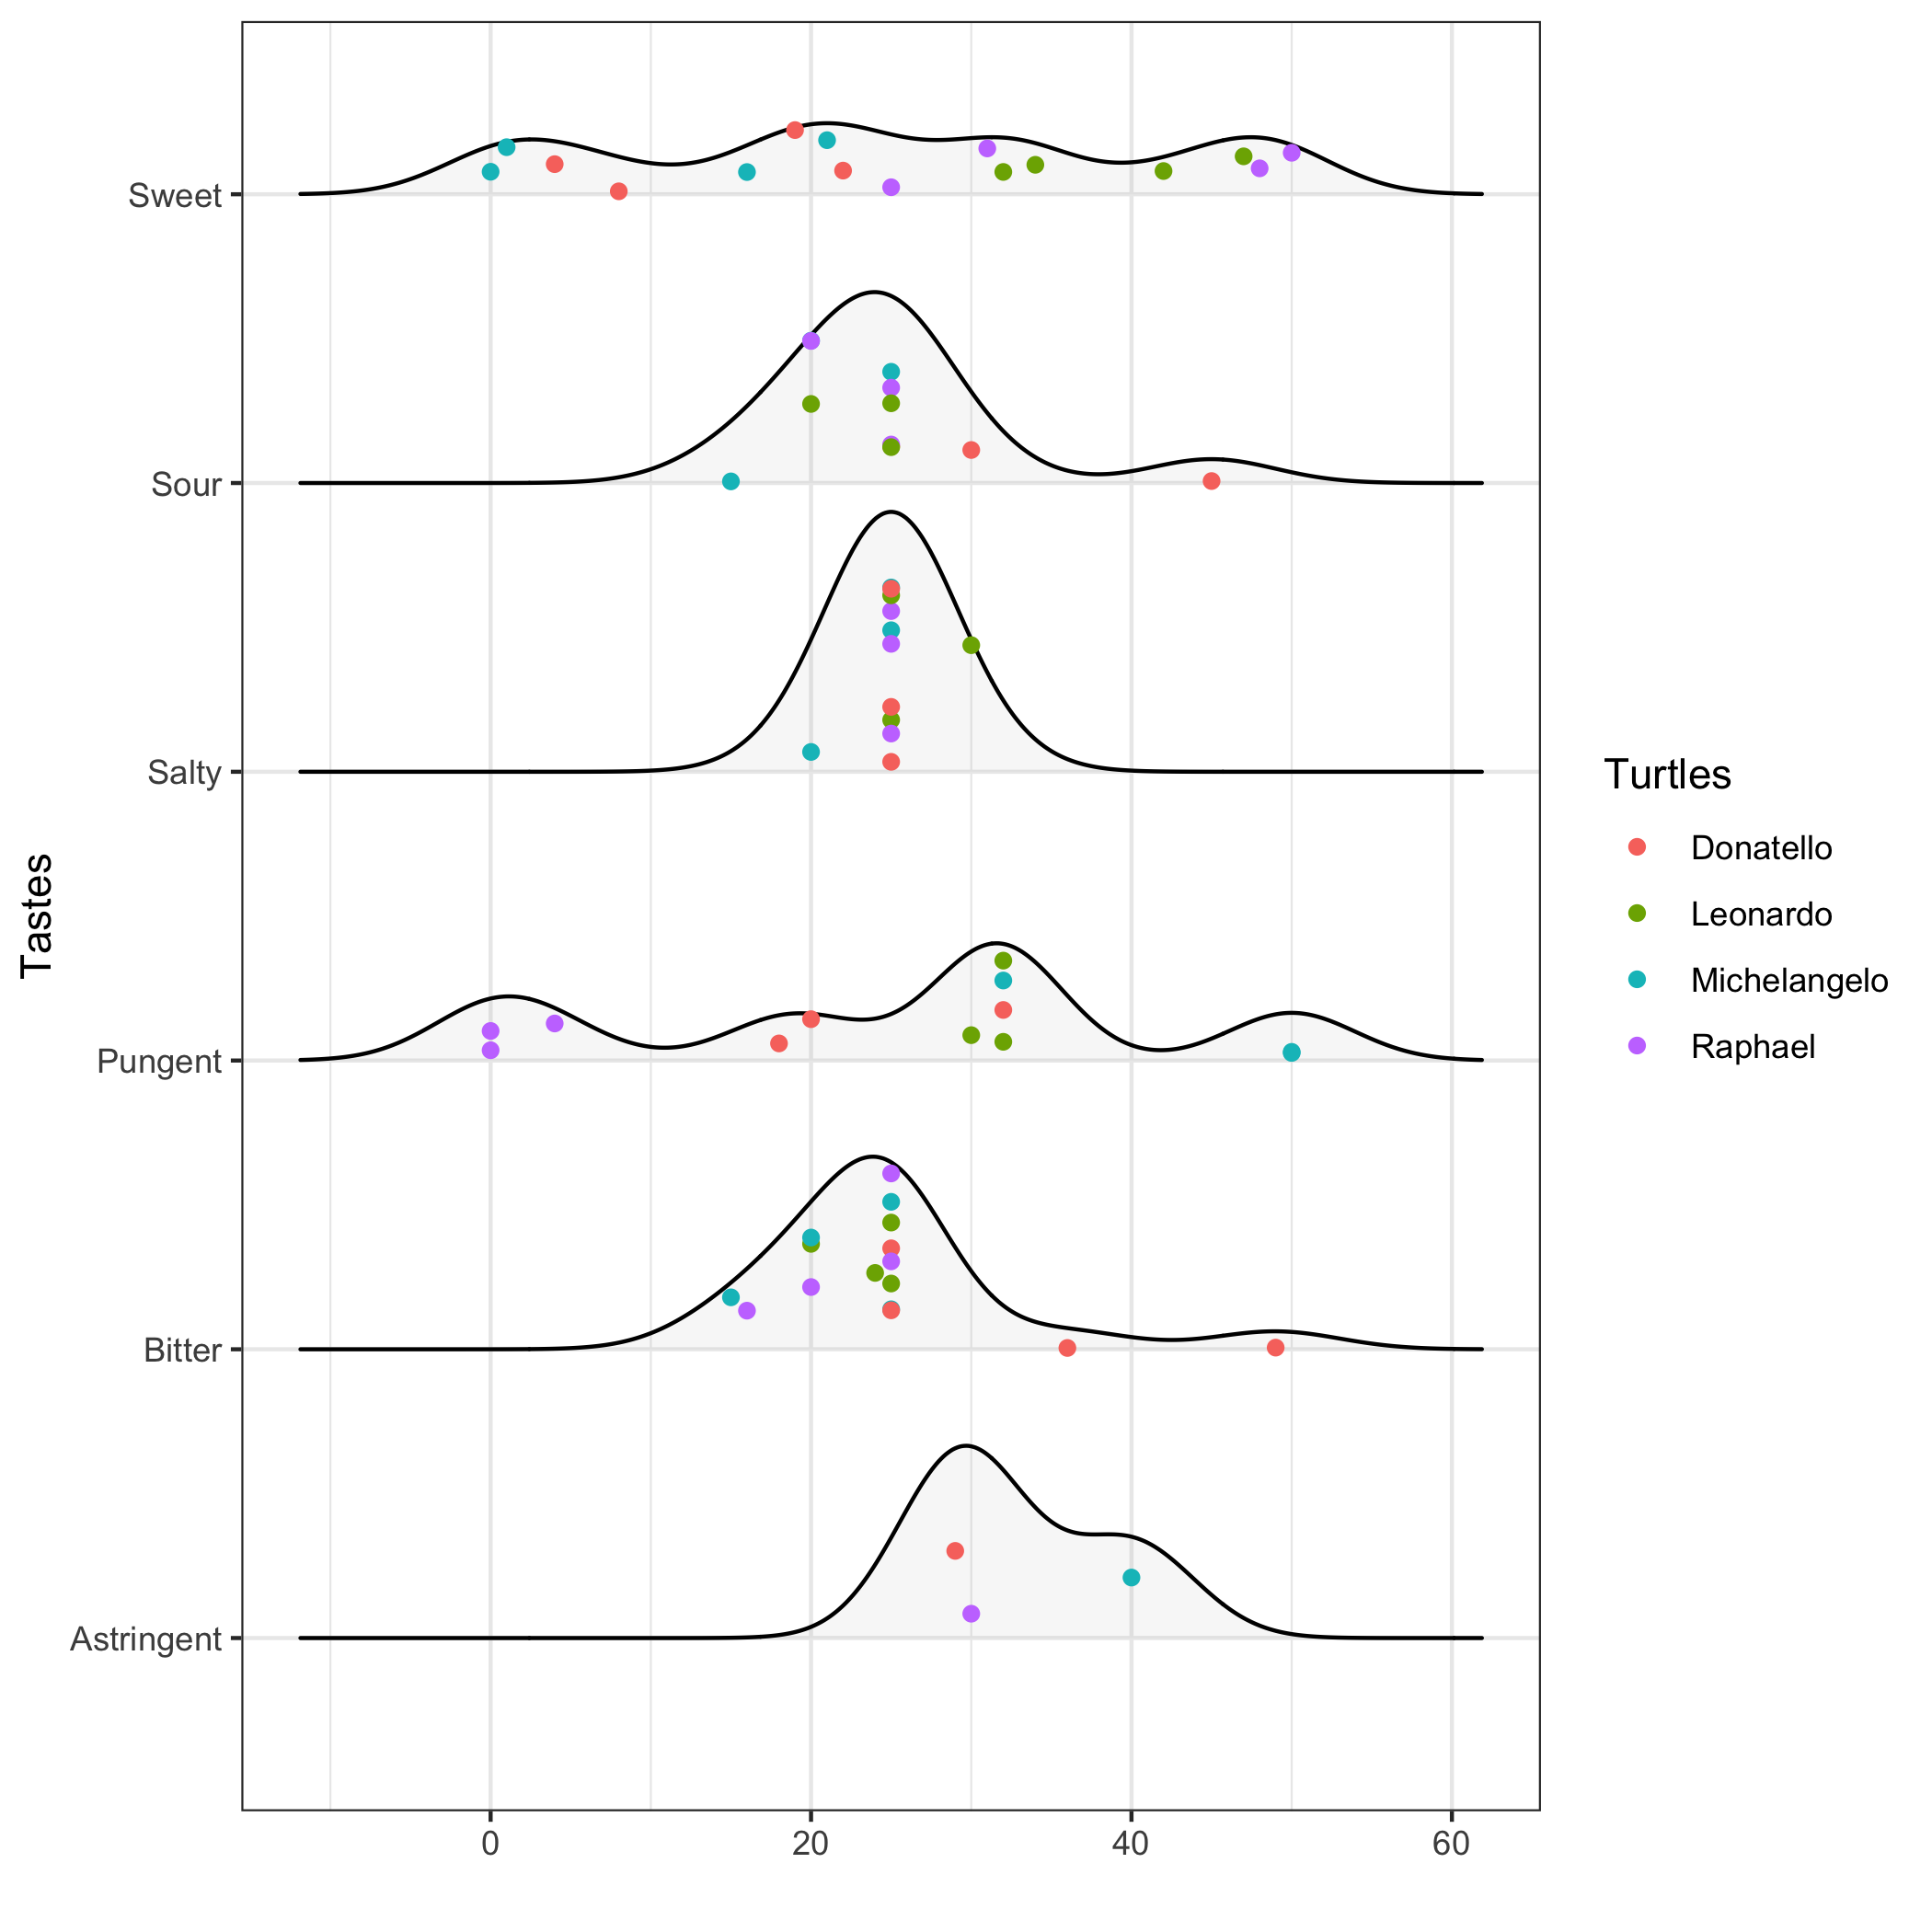 Sweet
Sour
Salty
Pungent
Bitter
Astringent
Tastes
0 20 40 60
Turtles
Donatello
Leonardo
Michelangelo
Raphael